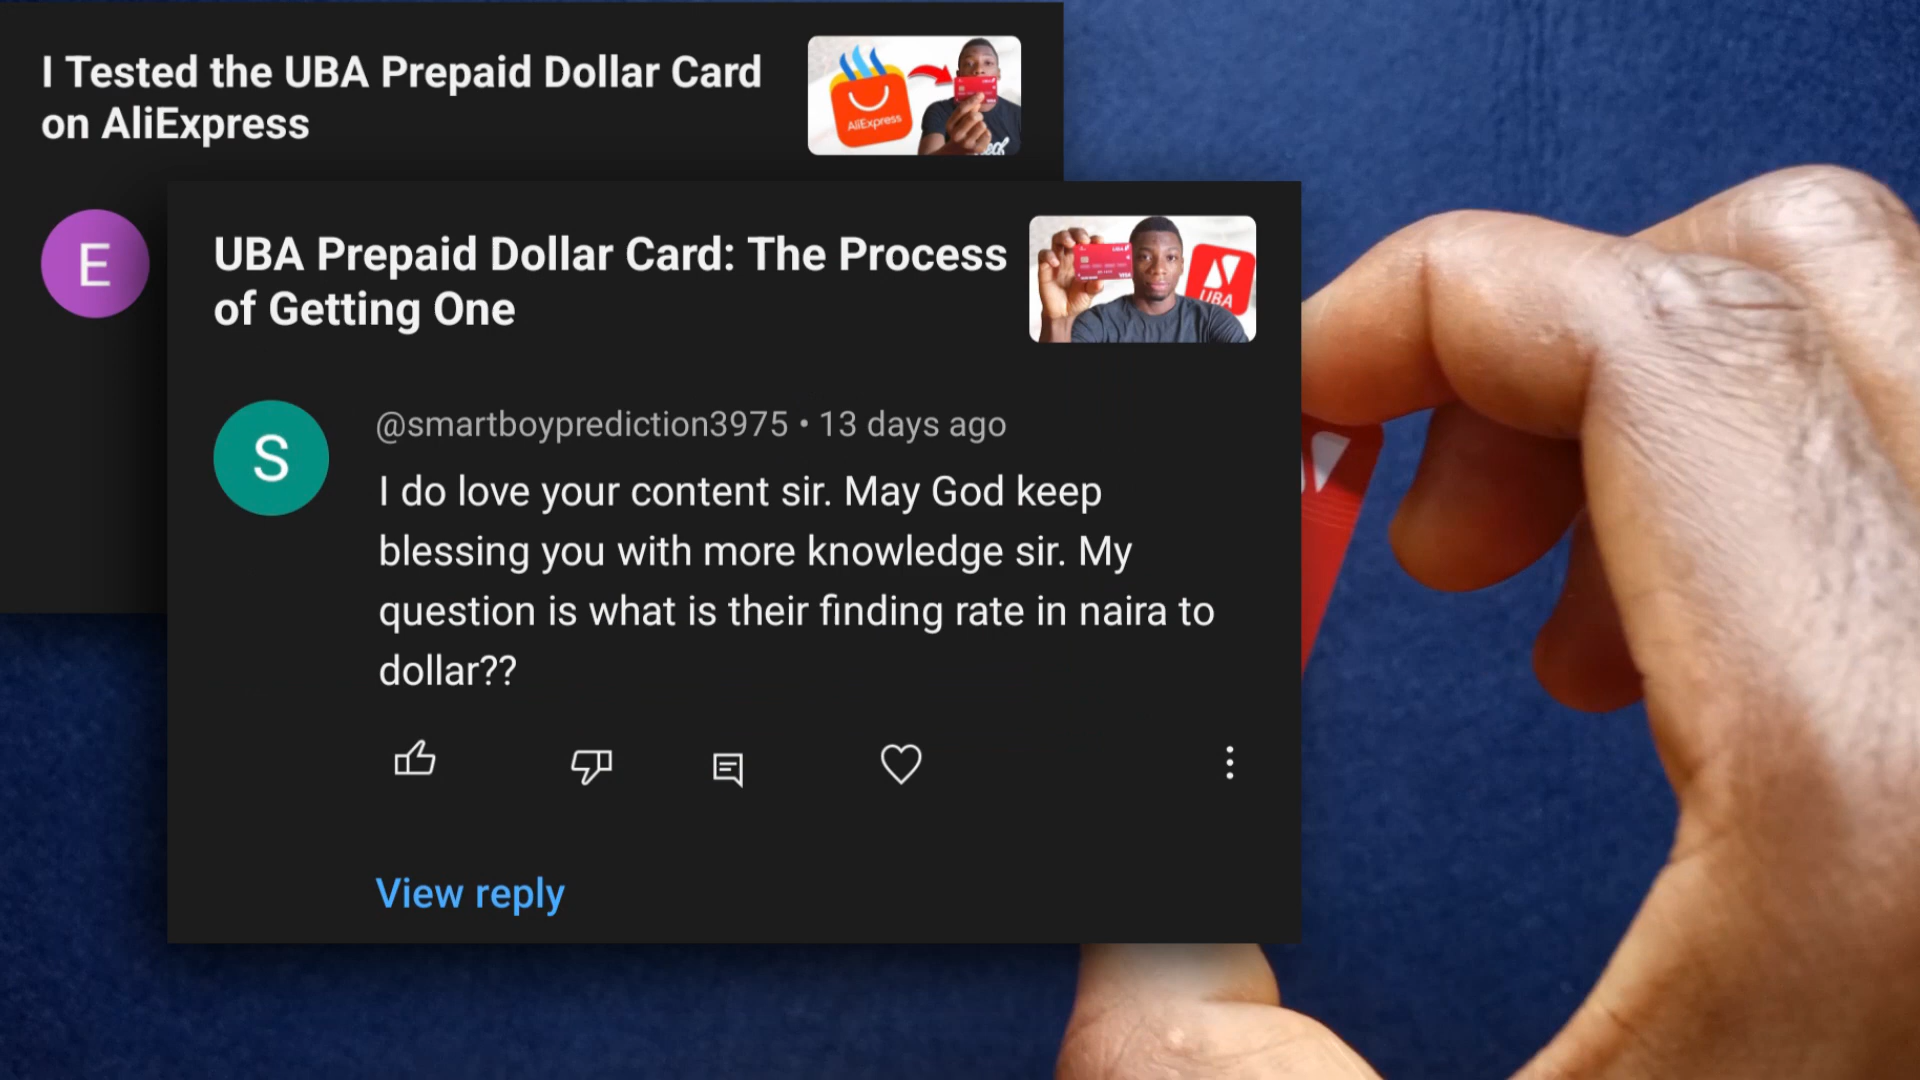 I Tested the UBA Prepaid Dollar Card
on AliExpress
AliExpress
E
UBA Prepaid Dollar Card: The Process
of Getting One
UBA
S
@smartboyprediction3975 • 13 days ago
I do love your content sir. May God keep
blessing you with more knowledge sir. My
question is what is their finding rate in naira to
dollar??
View reply